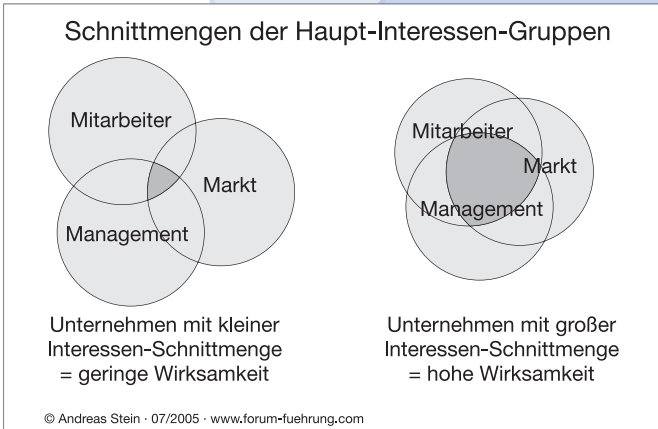 Schnittmengen der Haupt-Interessen-Gruppen
Mitarbeiter
Markt
Management
Mitarbeiter
Markt
Management
Unternehmen mit kleiner
Interessen-Schnittmenge
= geringe Wirksamkeit
Unternehmen mit großer
Interessen-Schnittmenge
= hohe Wirksamkeit
© Andreas Stein · 07/2005 · www.forum-fuehrung.com